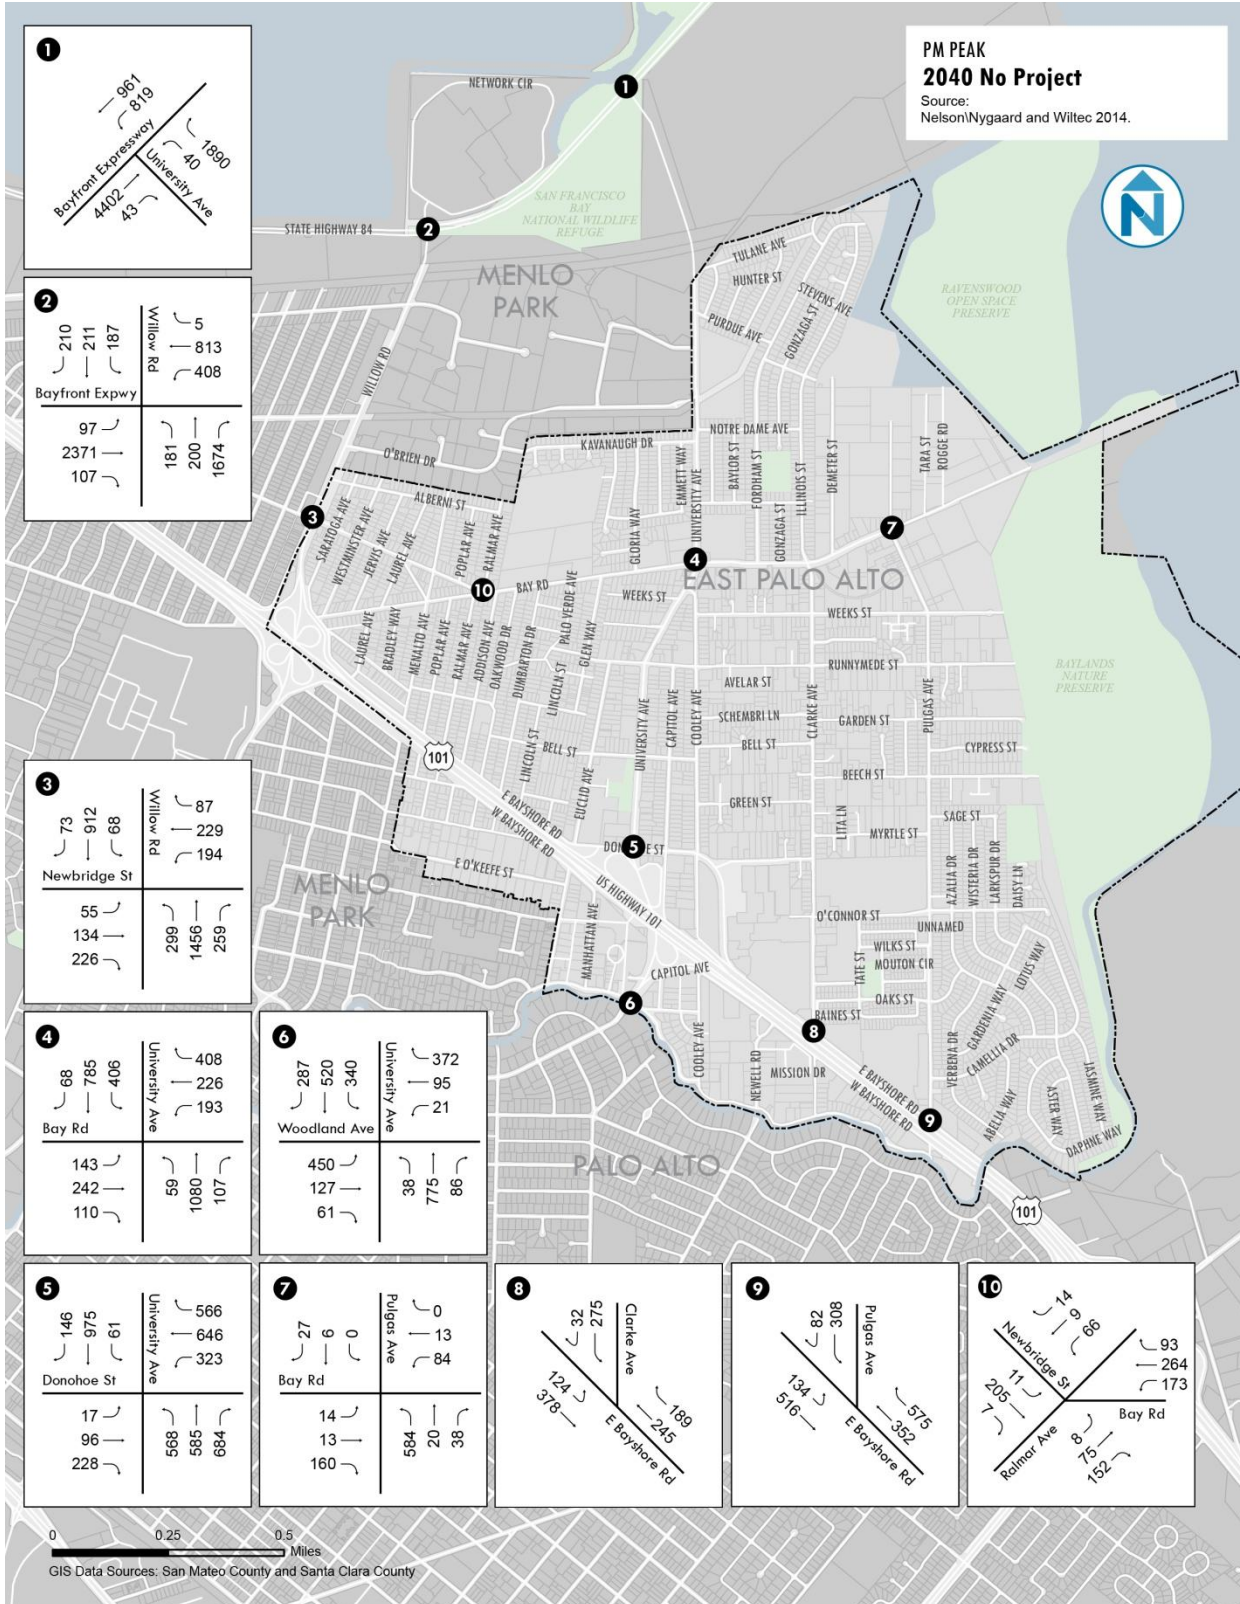 PM PEAK
2040 No Project
Source:
Nelson\Nygaard and Wiltec 2014.
N
1
961
819
Bayfront Expressway
University Ave
1890
40
4402
43
2
210
211
187
Willow Rd
5
813
408
Bayfront Expwy
97
2371
107
181
200
1674
3
73
912
68
Willow Rd
87
229
194
Newbridge St
55
134
226
299
1456
259
4
68
785
406
University Ave
408
226
193
Bay Rd
143
242
110
59
1080
107
5
146
975
61
University Ave
566
646
323
Donohoe St
17
96
228
568
585
684
6
287
520
340
University Ave
372
95
21
Woodland Ave
450
127
61
38
775
86
7
27
6
0
Pulgas Ave
0
13
84
Bay Rd
14
13
160
584
20
38
8
32
275
Clarke Ave
124
378
189
245
E Bayshore Rd
9
82
308
Pulgas Ave
134
516
575
352
E Bayshore Rd
10
14
9
66
Newbridge St
93
264
173
11
205
7
Bay Rd
Ralmar Ave
8
75
152
NETWORK CIR
1
SAN FRANCISCO
BAY
NATIONAL WILDLIFE
REFUGE
STATE HIGHWAY 84
2
MENLO
PARK
TULANE AVE
HUNTER ST
STEVENS AVE
PURDUE AVE
GONZAGA ST
RAVENSWOOD
OPEN SPACE
PRESERVE
WILLOW RD
O'BRIEN DR
KAVANAUGH DR
NOTRE DAME AVE
EMMETT WAY
UNIVERSITY AVE
BAYLOR ST
FORDHAM ST
ILLINOIS ST
DEMETER ST
TARA ST
ROGGE RD
ALBERNI ST
3
SARATOGA AVE
WESTMINSTER AVE
JERVIS AVE
LAUREL AVE
POPLAR AVE
RALMAR AVE
GLORIA WAY
GONZAGA ST
7
4
EAST PALO ALTO
10
BAY RD
WEEKS ST
WEEKS ST
LAUREL AVE
BRADLEY WAY
MENALTO AVE
POPLAR AVE
RALMAR AVE
ADDISON AVE
OAKWOOD DR
DUMBARTON DR
PALO VERDE AVE
GLEN WAY
LINCOLN ST
RUNNYMEDE ST
AVELAR ST
BAYLANDS
NATURE
PRESERVE
UNIVERSITY AVE
CAPITOL AVE
COOLEY AVE
SCHEMBRI LN
CLARKE AVE
GARDEN ST
PULGAS AVE
LINCOLN ST
BELL ST
BELL ST
CYPRESS ST
101
BEECH ST
EUCLID AVE
E BAYSHORE RD
W BAYSHORE RD
GREEN ST
LITA LN
MYRTLE ST
SAGE ST
5
E O'KEEFE ST
US HIGHWAY 101
MENLO
PARK
AZALIA DR
WISTERIA DR
LARKSPUR DR
DAISY LN
O'CONNOR ST
UNNAMED
MANHATTAN AVE
WILKS ST
TATE ST
MOUTON CIR
LOTUS WAY
CAPITOL AVE
OAKS ST
6
BAINES ST
8
GARDENIA WAY
CAMELLIA DR
COOLEY AVE
NEWELL RD
MISSION DR
E BAYSHORE RD
W BAYSHORE RD
VERBENA DR
JASMINE WAY
ASTER WAY
ABELIA WAY
9
DAPHNE WAY
PALO ALTO
101
0 0.25 0.5
Miles
GIS Data Sources: San Mateo County and Santa Clara County